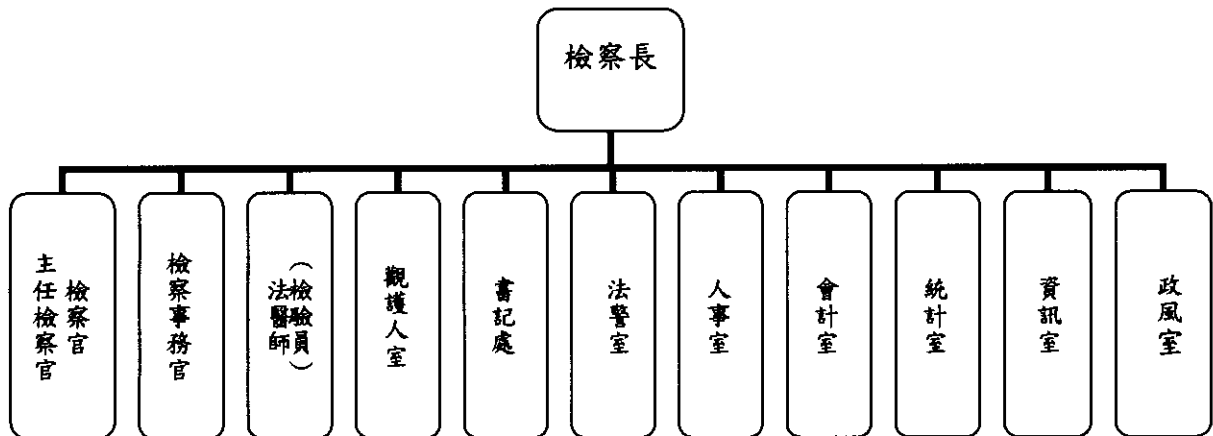 檢察長
主任檢察官
檢察官
檢察事務官
法醫師
（檢驗員）
觀護人室
書記處
法警室
人事室
會計室
統計室
資訊室
政風室